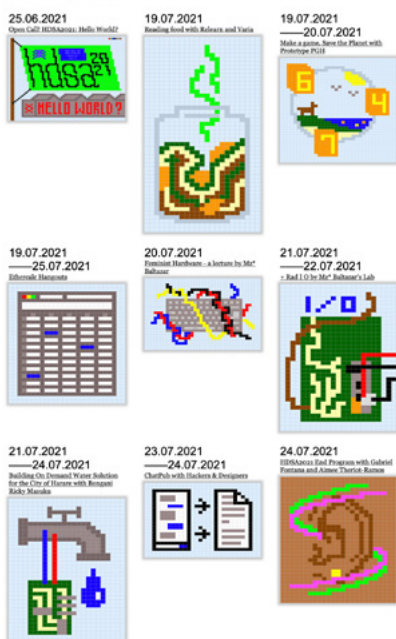 25.06.2021
Open Call! HDSA2021: Hello World?
hdsa
2021
HELLO WORLD?
19.07.2021
Reading food with Relearn and Varia
19.07.2021
——20.07.2021
Make a game, Save the Planet with
Prototype PGH
6
4
7
19.07.2021
——25.07.2021
Ethercalc Hangouts
20.07.2021
Feminist Hardware - a lecture by Mz*
Baltazar
21.07.2021
——22.07.2021
+ Rad I O by Mz* Baltazar's Lab
I/O
21.07.2021
——24.07.2021
Building On Demand Water Solution
for the City of Harare with Rengani
Ricky Masuku
23.07.2021
——24.07.2021
ChatPub with Hackers & Designers
24.07.2021
HDSA2021 End Program with Gabriel
Fontana and Aimee Theriot-Ramos